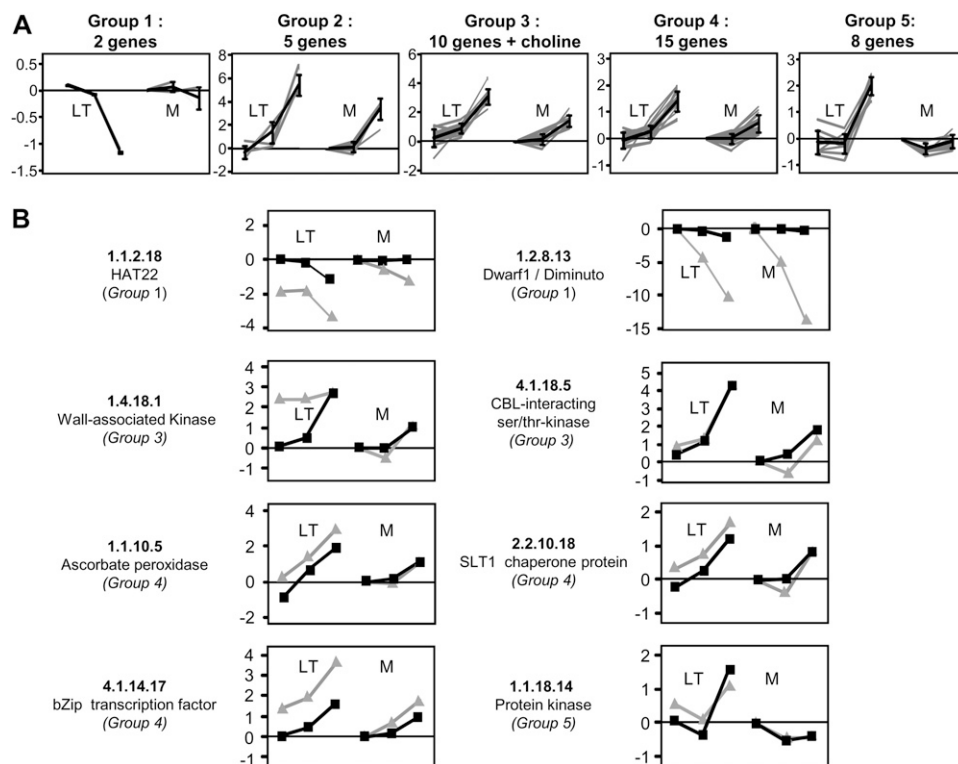 A
Group 1 : Group 2 : Group 3 : Group 4 : Group 5:
2 genes 5 genes 10 genes + choline 15 genes 8 genes
0.5
0
-0.5
-1
-1.5
LT M
8
6
4
2
0
-2
LT M
6
4
2
0
-2
LT M
3
2
1
0
-1
LT M
3
2
1
0
-1
LT M
B
1.1.2.18
HAT22
(Group 1)
2
0
-2
-4
LT M
1.2.8.13
Dwarf1 / Diminuto
(Group 1)
0
-5
-10
-15
LT M
1.4.18.1
Wall-associated Kinase
(Group 3)
4
3
2
1
0
-1
LT M
4.1.18.5
CBL-interacting
ser/thr-kinase
(Group 3)
5
4
3
2
1
0
-1
LT M
1.1.10.5
Ascorbate peroxidase
(Group 4)
4
2
0
-2
LT M
2.2.10.18
SLT1 chaperone protein
(Group 4)
2
1
0
-1
LT M
4.1.14.17
bZip transcription factor
(Group 4)
4
3
2
1
0
-1
LT M
1.1.18.14
Protein kinase
(Group 5)
2
1
0
-1
LT M